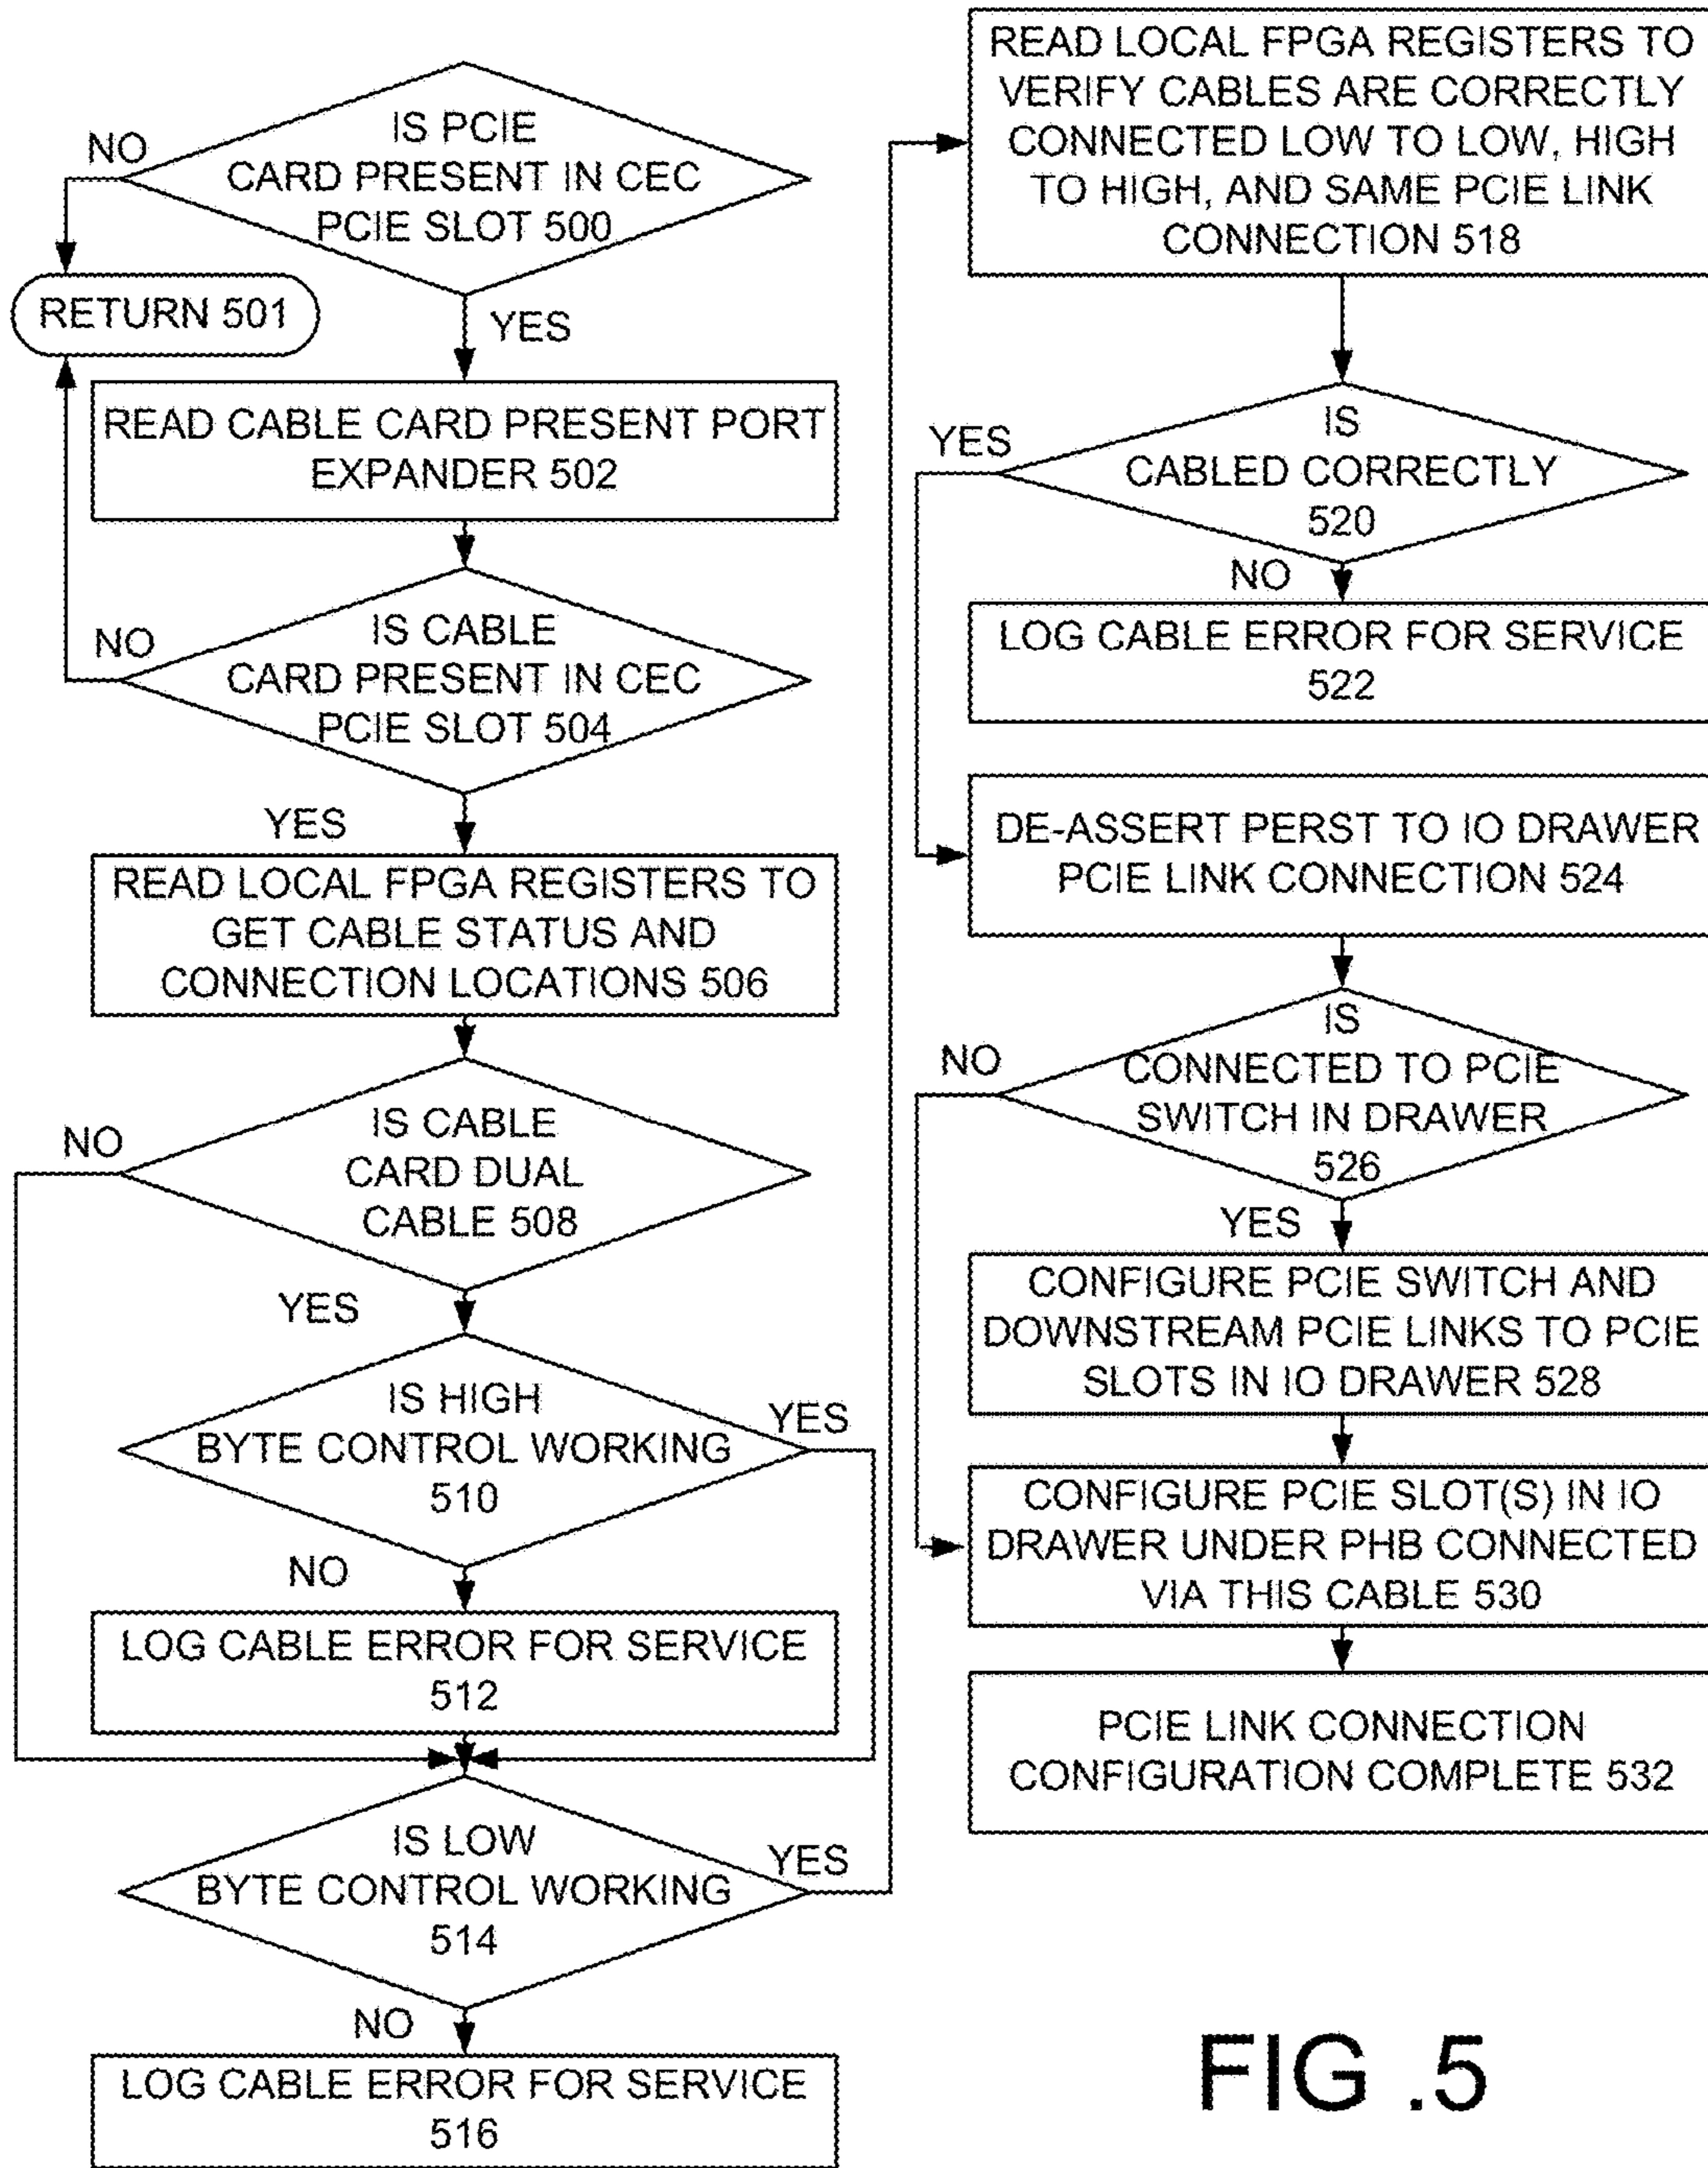 IS PCIE
CARD PRESENT IN CEC
PCIE SLOT 500
NO
RETURN 501
YES
READ CABLE CARD PRESENT PORT
EXPANDER 502
IS CABLE
CARD PRESENT IN CEC
PCIE SLOT 504
NO
YES
READ LOCAL FPGA REGISTERS TO
GET CABLE STATUS AND
CONNECTION LOCATIONS 506
IS CABLE
CARD DUAL
CABLE 508
NO
YES
IS HIGH
BYTE CONTROL WORKING
510
YES
NO
LOG CABLE ERROR FOR SERVICE
512
IS LOW
BYTE CONTROL WORKING
514
YES
NO
LOG CABLE ERROR FOR SERVICE
516
READ LOCAL FPGA REGISTERS TO
VERIFY CABLES ARE CORRECTLY
CONNECTED LOW TO LOW, HIGH
TO HIGH, AND SAME PCIE LINK
CONNECTION 518
IS
CABLED CORRECTLY
520
YES
NO
LOG CABLE ERROR FOR SERVICE
522
DE-ASSERT PERST TO IO DRAWER
PCIE LINK CONNECTION 524
IS
CONNECTED TO PCIE
SWITCH IN DRAWER
526
NO
YES
CONFIGURE PCIE SWITCH AND
DOWNSTREAM PCIE LINKS TO PCIE
SLOTS IN IO DRAWER 528
CONFIGURE PCIE SLOT(S) IN IO
DRAWER UNDER PHB CONNECTED
VIA THIS CABLE 530
PCIE LINK CONNECTION
CONFIGURATION COMPLETE 532
FIG .5